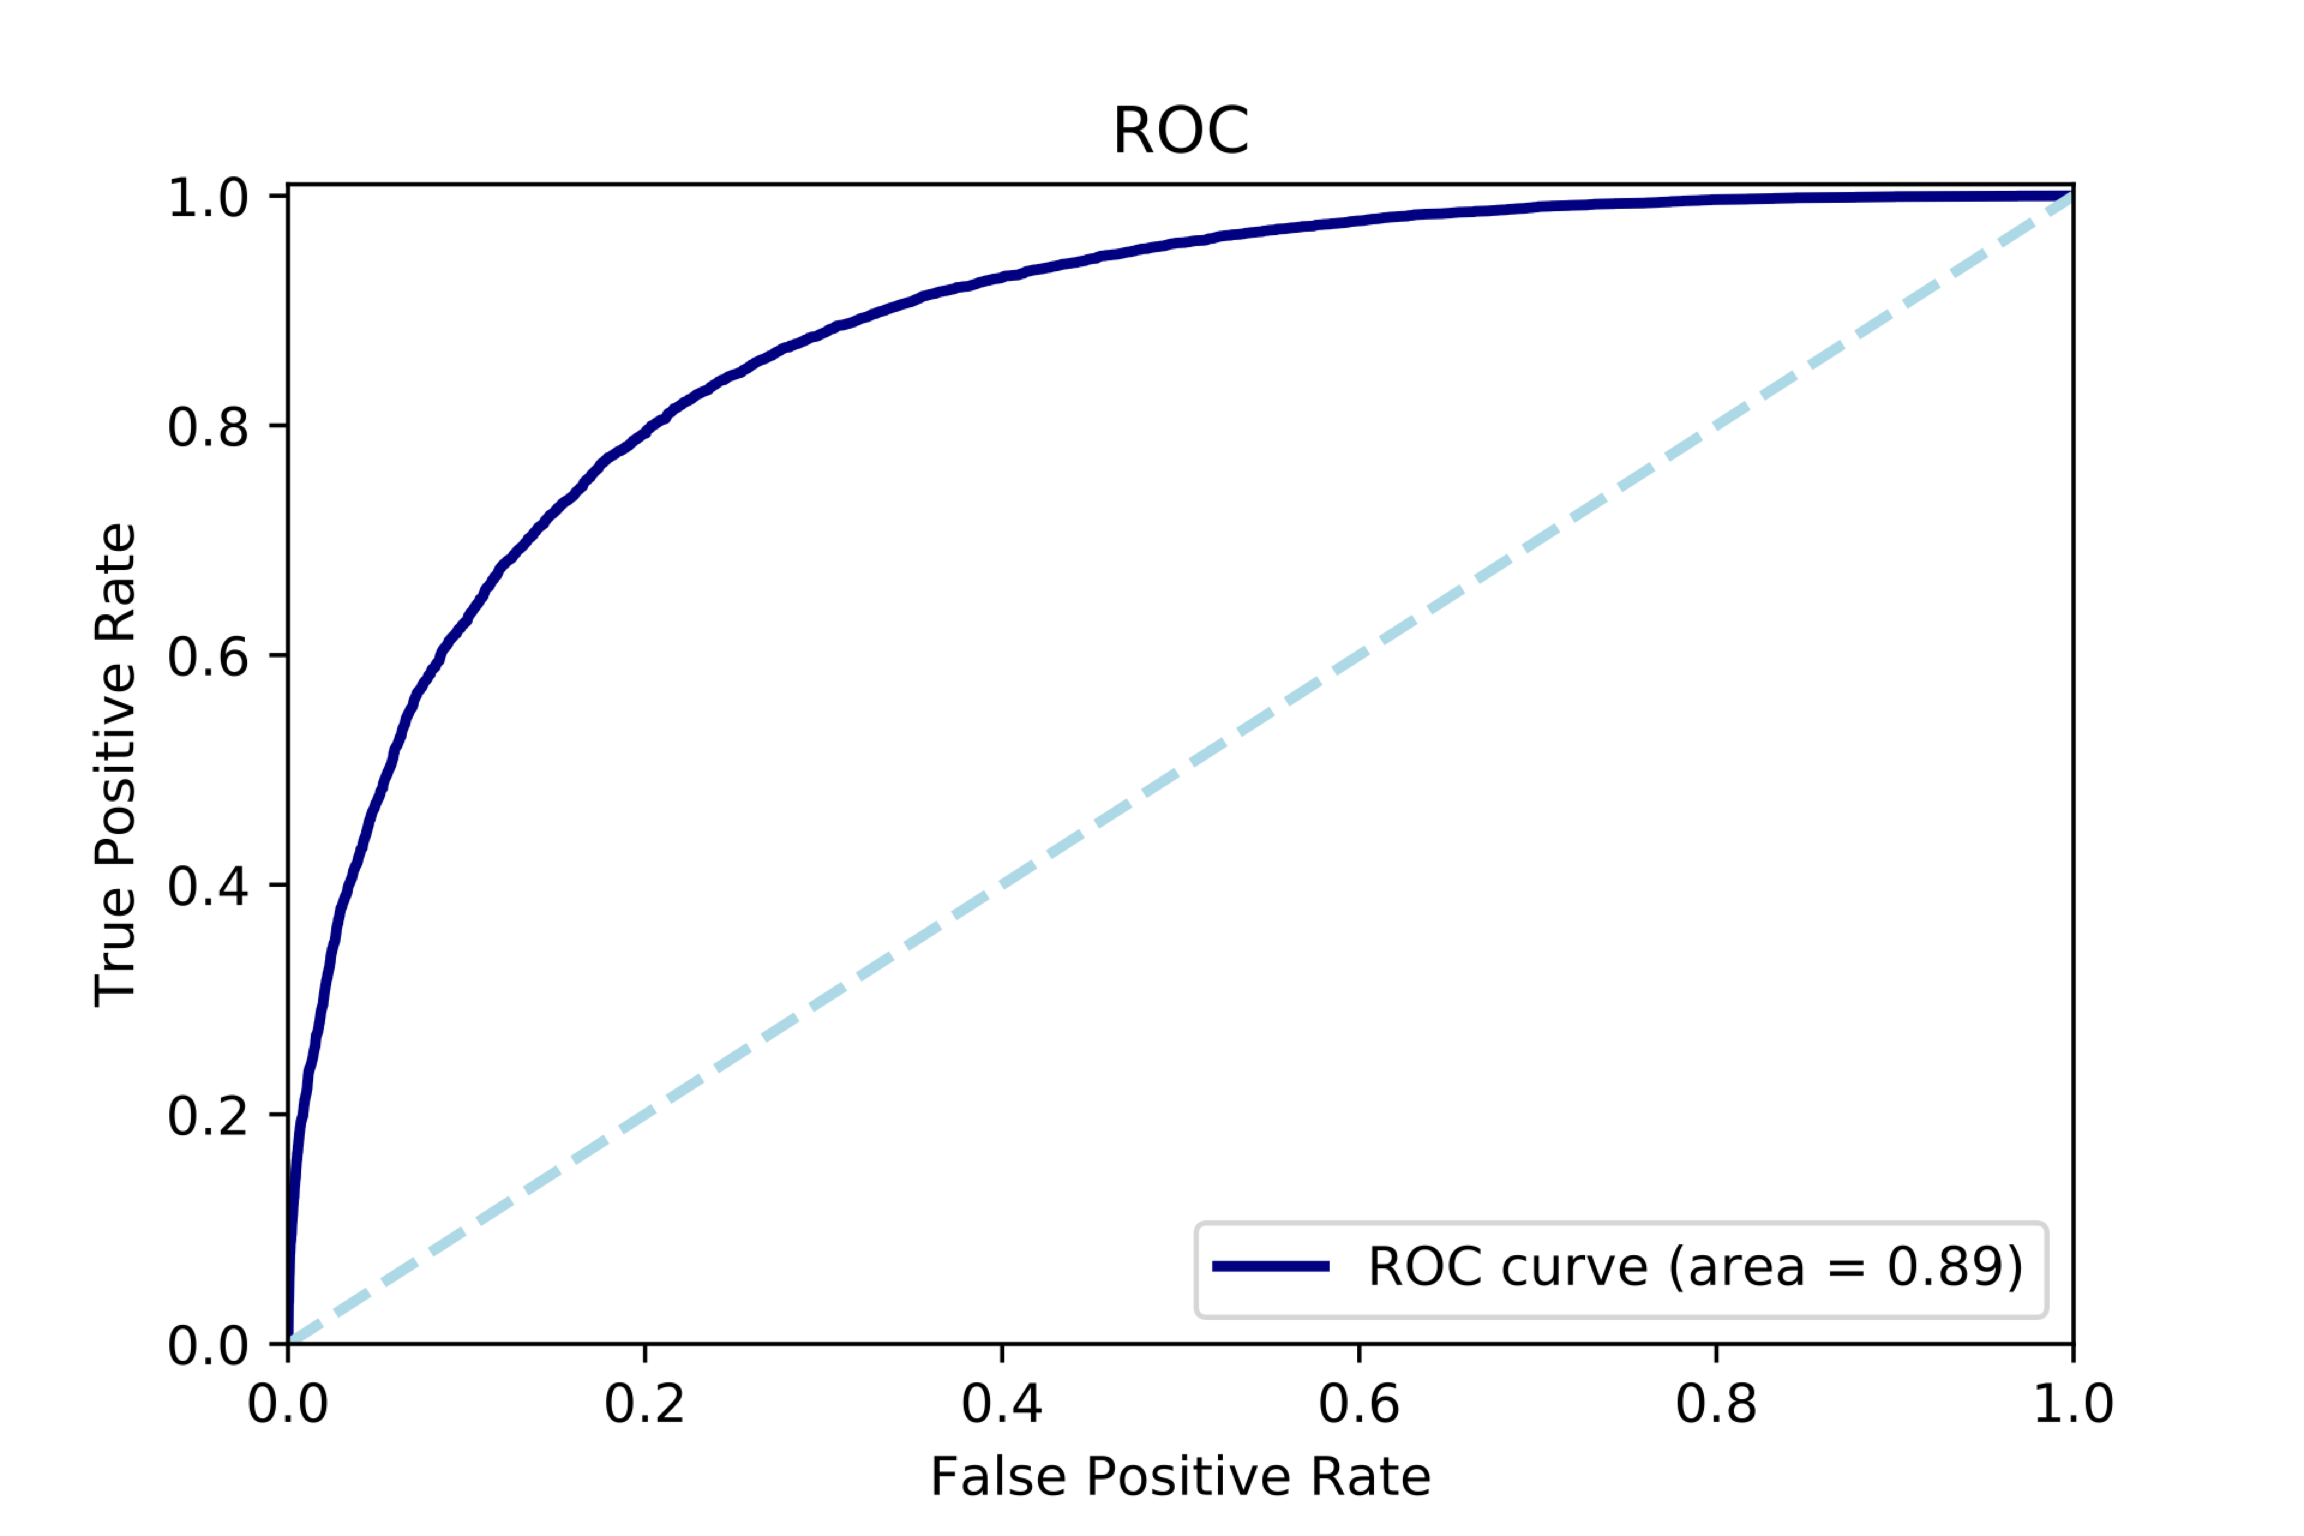 ROC
1.0
0.8
0.6
0.4
0.2
0.0
True Positive Rate
0.0 0.2 0.4 0.6 0.8 1.0
False Positive Rate
ROC curve (area = 0.89)